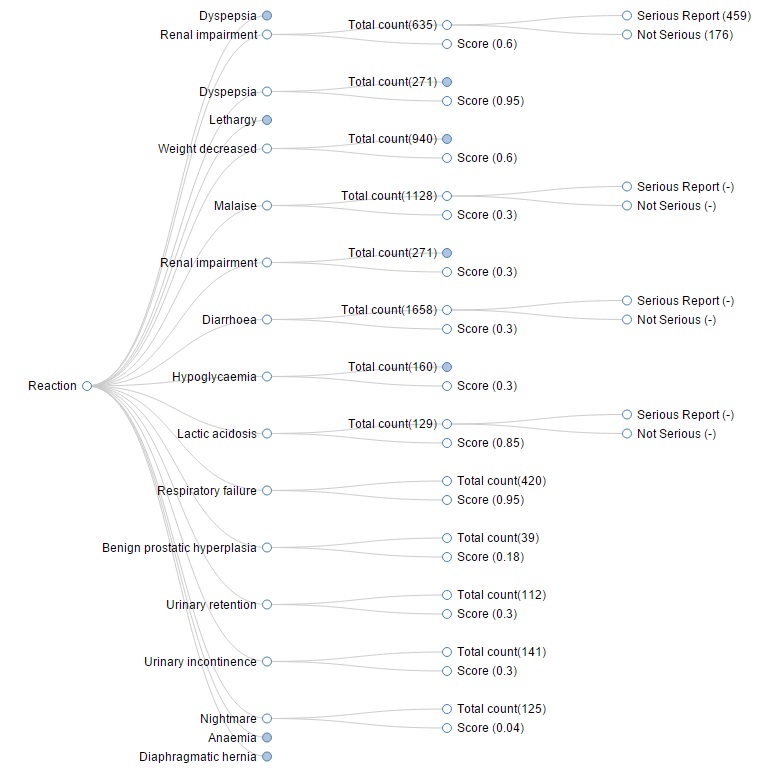 Dyspepsia
Renal impairment
Total count(635)
Serious Report (459)
Not Serious (176)
Score (0.6)
Dyspepsia
Total count(271)
Score (0.95)
Lethargy
Weight decreased
Total count(940)
Score (0.6)
Malaise
Total count(1128)
Serious Report (-)
Not Serious (-)
Score (0.3)
Renal impairment
Total count(271)
Score (0.3)
Diarrhoea
Total count(1658)
Serious Report (-)
Not Serious (-)
Score (0.3)
Reaction
Hypoglycaemia
Total count(160)
Score (0.3)
Lactic acidosis
Total count(129)
Serious Report (-)
Not Serious (-)
Score (0.85)
Respiratory failure
Total count(420)
Score (0.95)
Benign prostatic hyperplasia
Total count(39)
Score (0.18)
Urinary retention
Total count(112)
Score (0.3)
Urinary incontinence
Total count(141)
Score (0.3)
Nightmare
Total count(125)
Score (0.04)
Anaemia
Diaphragmatic hernia